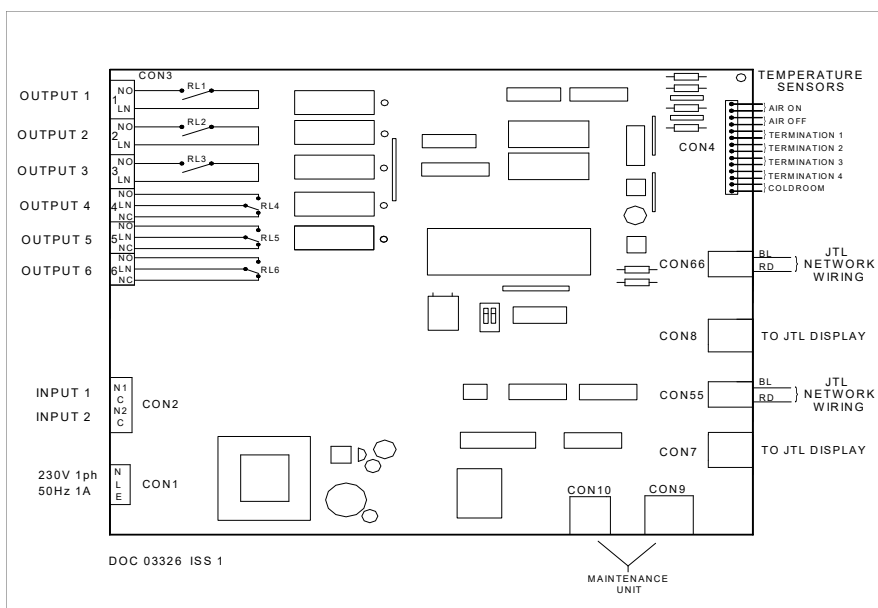 CON3
OUTPUT 1
1
NO
LN
RL1
OUTPUT 2
2
NO
LN
RL2
OUTPUT 3
3
NO
LN
RL3
OUTPUT 4
4
NO
LN
NC
RL4
OUTPUT 5
5
NO
LN
NC
RL5
OUTPUT 6
6
NO
LN
NC
RL6
INPUT 1
INPUT 2
N1
C
N2
C
CON2
230V 1ph
50Hz 1A
N
L
E
CON1
TEMPERATURE
SENSORS
CON4
AIR ON
AIR OFF
TERMINATION 1
TERMINATION 2
TERMINATION 3
TERMINATION 4
COLDROOM
CON66
BL
RD
JTL
NETWORK
WIRING
CON8
TO JTL DISPLAY
CON55
BL
RD
JTL
NETWORK
WIRING
CON7
TO JTL DISPLAY
CON10
CON9
MAINTENANCE
UNIT
DOC 03326 ISS 1